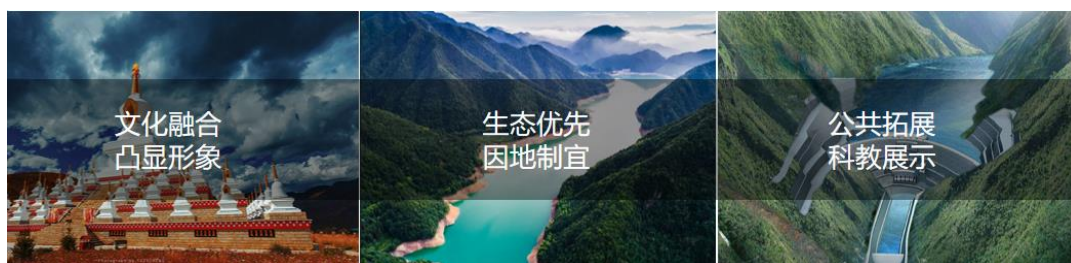 文化融合
凸显形象
生态优先
因地制宜
公共拓展
科教展示